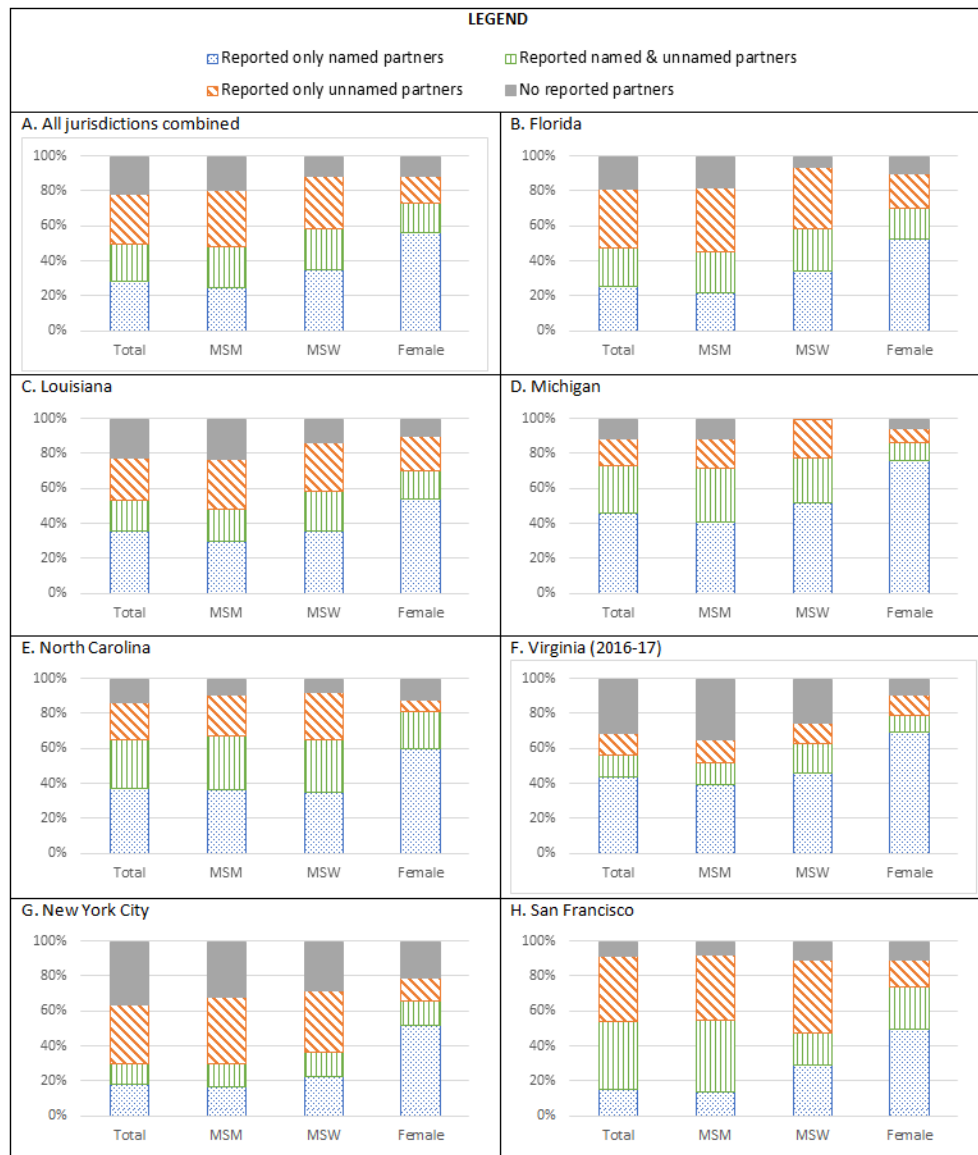 LEGEND
Reported only named partners
Reported named & unnamed partners
Reported only unnamed partners
No reported partners
A. All jurisdictions combined
100%
80%
60%
40%
20%
0%
Total MSM MSW Female
B. Florida
100%
80%
60%
40%
20%
0%
Total MSM MSW Female
C. Louisiana
100%
80%
60%
40%
20%
0%
Total MSM MSW Female
D. Michigan
100%
80%
60%
40%
20%
0%
Total MSM MSW Female
E. North Carolina
100%
80%
60%
40%
20%
0%
Total MSM MSW Female
F. Virginia (2016-17)
100%
80%
60%
40%
20%
0%
Total MSM MSW Female
G. New York City
100%
80%
60%
40%
20%
0%
Total MSM MSW Female
H. San Francisco
100%
80%
60%
40%
20%
0%
Total MSM MSW Female